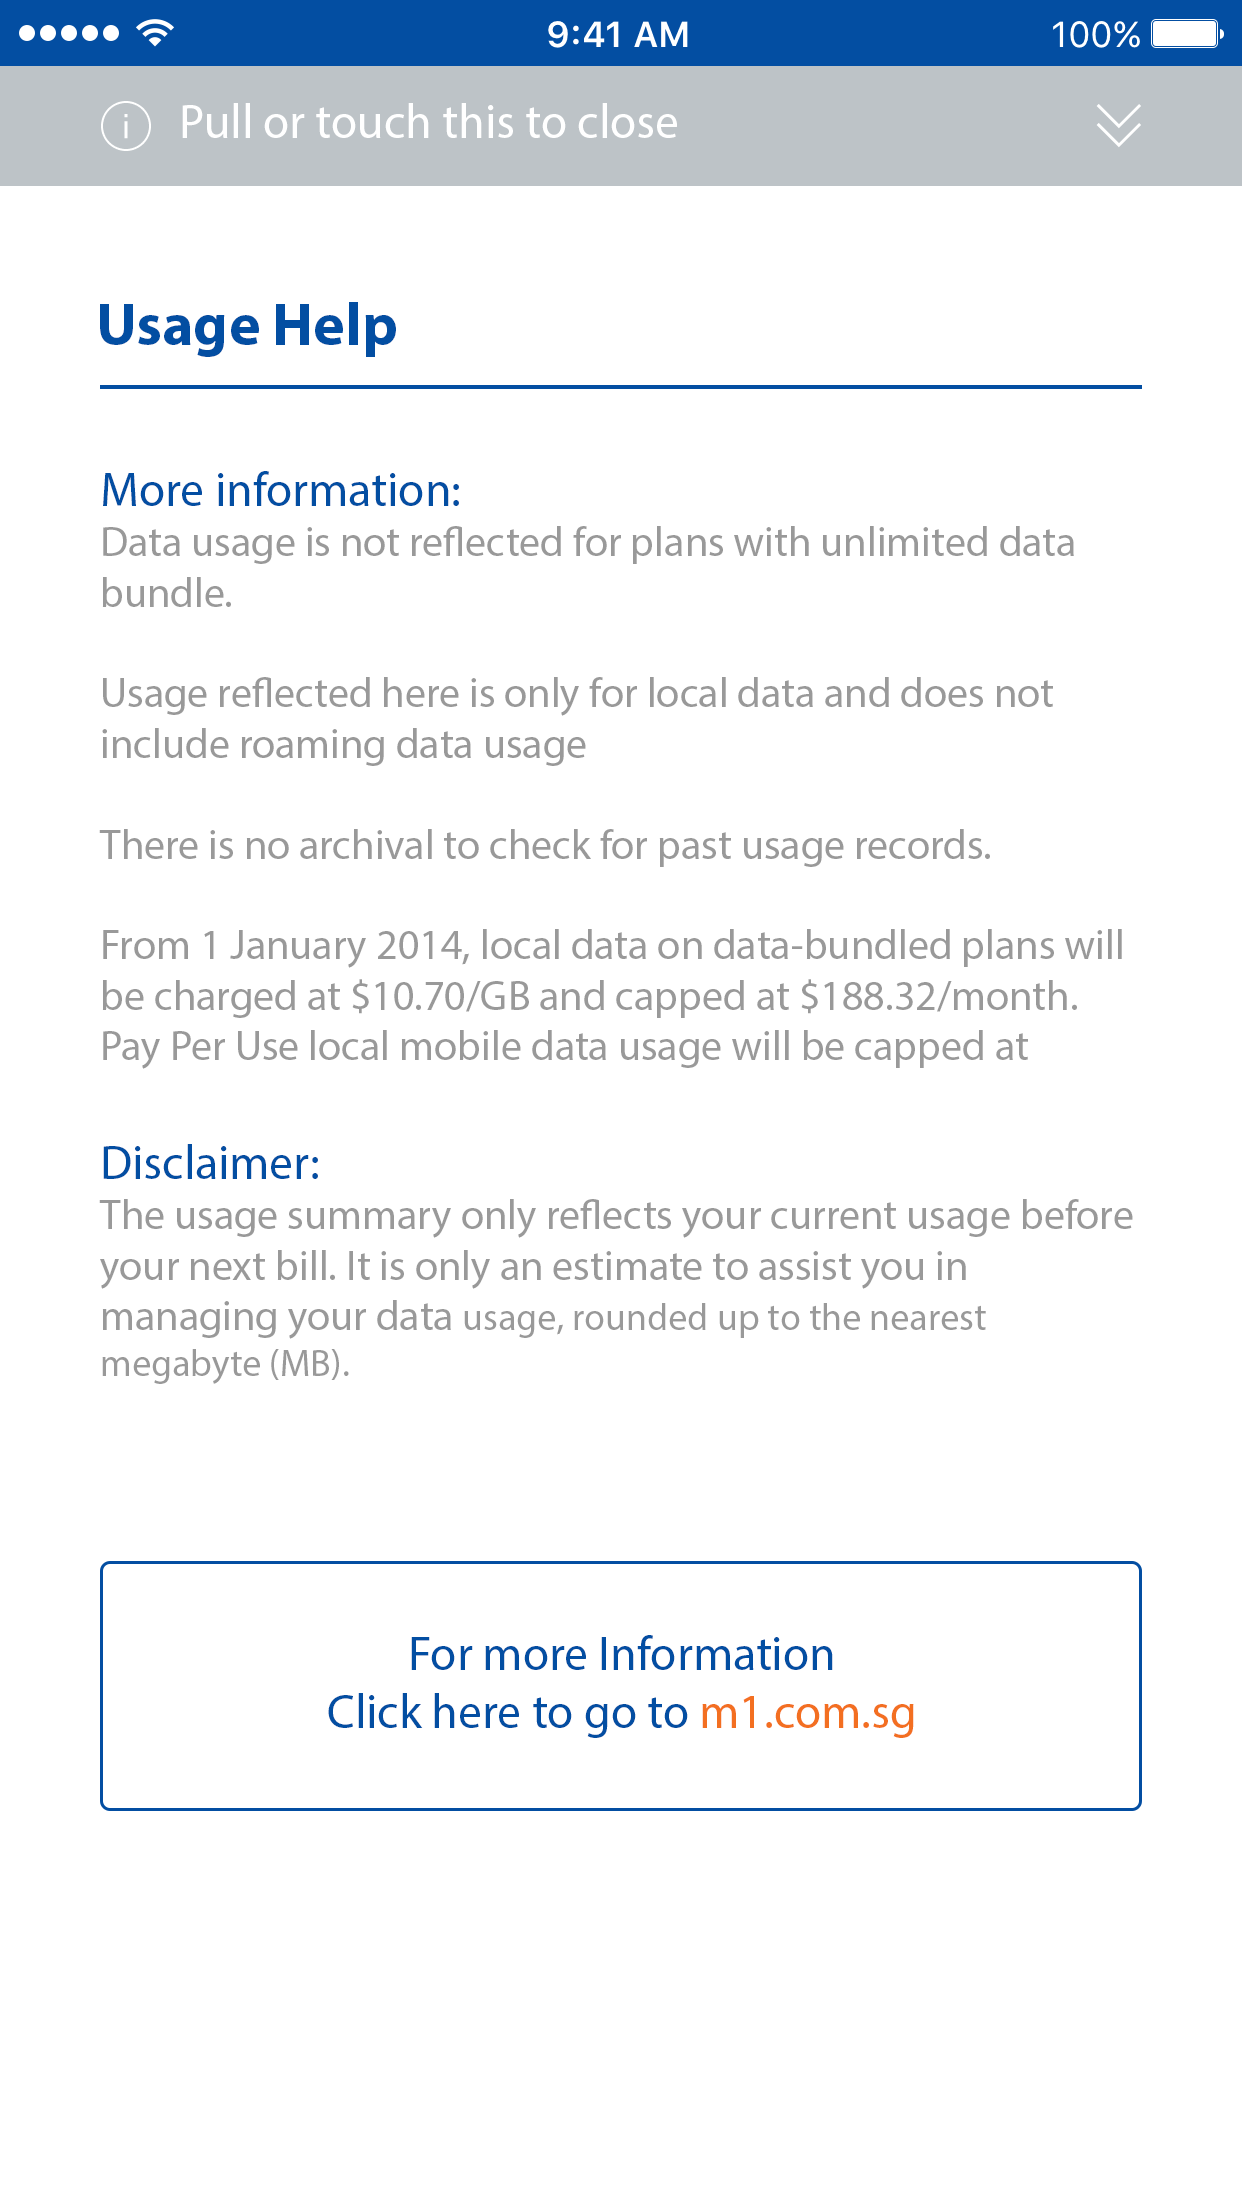 9:41 AM 100%
i Pull or touch this to close
Usage Help
More information:
Data usage is not reflected for plans with unlimited data
bundle.
Usage reflected here is only for local data and does not
include roaming data usage
There is no archival to check for past usage records.
From 1 January 2014, local data on data-bundled plans will
be charged at $10.70/GB and capped at $188.32/month.
Pay Per Use local mobile data usage will be capped at
Disclaimer:
The usage summary only reflects your current usage before
your next bill. It is only an estimate to assist you in
managing your data usage, rounded up to the nearest
megabyte (MB).
For more Information
Click here to go to m1.com.sg